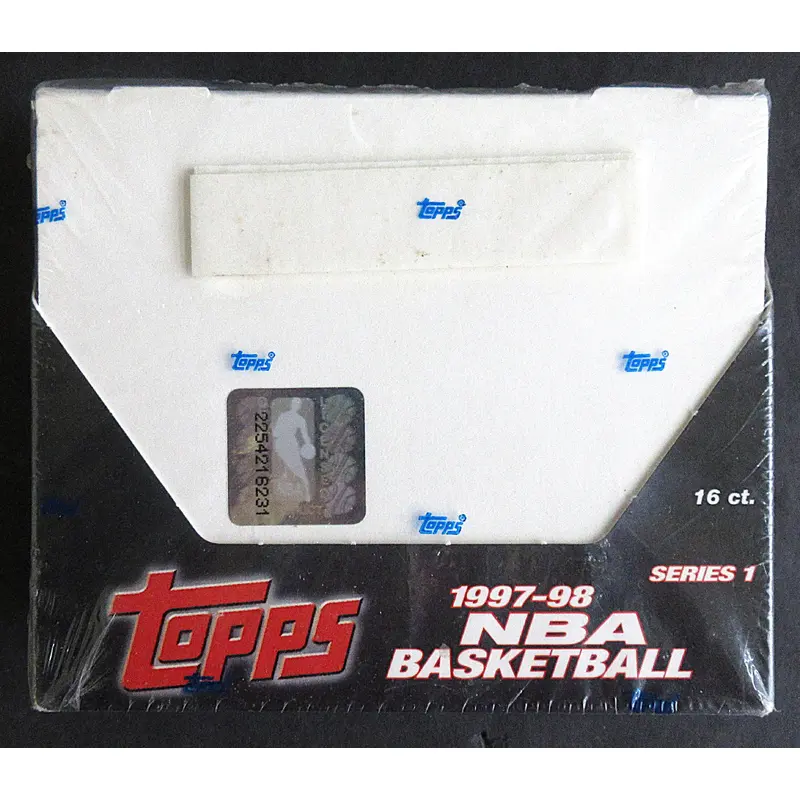 Topps®
Topps®
Topps®
Topps®
2254216231
16 ct.
Topps®
SERIES 1
1997-98
Topps
NBA
BASKETBALL